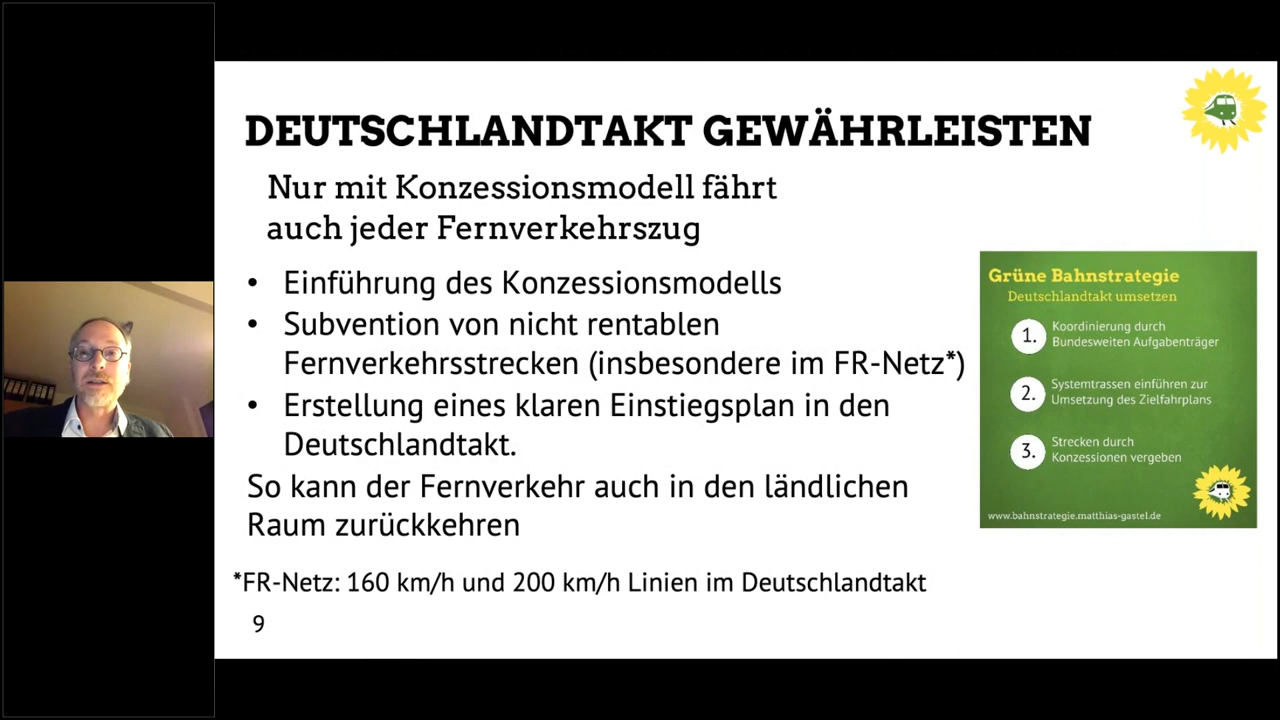 DEUTSCHLANDTAKT GEWÄHRLEISTEN
Nur mit Konzessionsmodell fährt
auch jeder Fernverkehrszug
• Einführung des Konzessionsmodells
• Subvention von nicht rentablen
Fernverkehrsstrecken (insbesondere im FR-Netz*)
• Erstellung eines klaren Einstiegsplan in den
Deutschlandtakt.
So kann der Fernverkehr auch in den ländlichen
Raum zurückkehren
*FR-Netz: 160 km/h und 200 km/h Linien im Deutschlandtakt
9
Grüne Bahnstrategie
Deutschlandtakt umsetzen
1. Koordinierung durch
Bundesweiten Aufgabenträger
2. Systemtrassen einführen zur
Umsetzung des Zielfahrplans
3. Strecken durch
Konzessionen vergeben
www.bahnstrategie.matthias-gastel.de